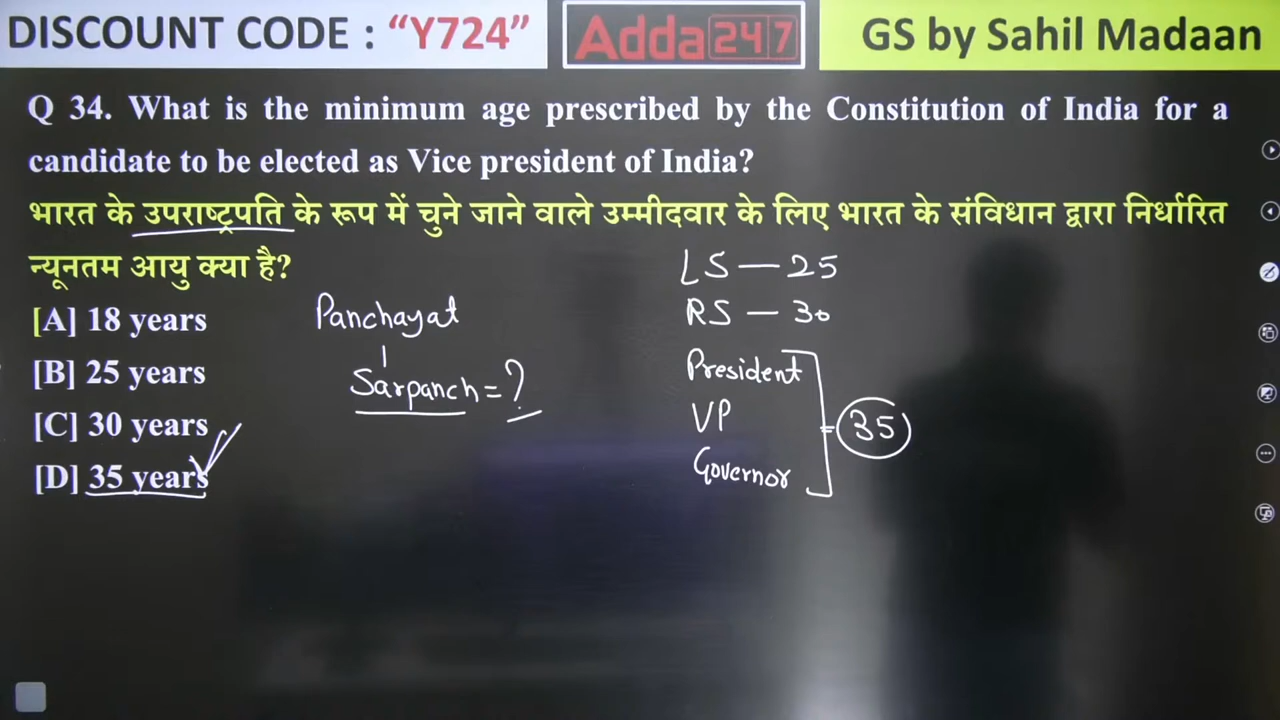 DISCOUNT CODE : “Y724”
Adda 247
GS by Sahil Madaan
Q 34. What is the minimum age prescribed by the Constitution of India for a
candidate to be elected as Vice president of India?
भारत के उपराष्ट्रपति के रूप में चुने जाने वाले उम्मीदवार के लिए भारत के संविधान द्वारा निर्धारित
न्यूनतम आयु क्या है?
[A] 18 years
[B] 25 years
[C] 30 years
[D] 35 years
Panchayat
Sarpanch = ?
LS — 25
RS — 30
President
VP
Governor
= 35